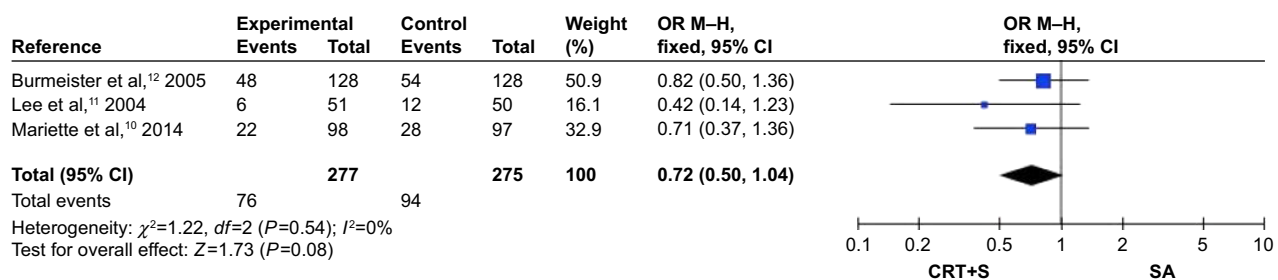 Experimental Control Weight OR M–H, OR M–H,
Reference Events Total Events Total (%) fixed, 95% CI fixed, 95% CI
Burmeister et al,12 2005 48 128 54 128 50.9 0.82 (0.50, 1.36)
Lee et al,11 2004 6 51 12 50 16.1 0.42 (0.14, 1.23)
Mariette et al,10 2014 22 98 28 97 32.9 0.71 (0.37, 1.36)
Total (95% CI) 277 275 100 0.72 (0.50, 1.04)
Total events 76 94
Heterogeneity: χ²=1.22, df=2 (P=0.54); I²=0%
Test for overall effect: Z=1.73 (P=0.08)
0.1 0.2 0.5 1 2 5 10
CRT+S SA